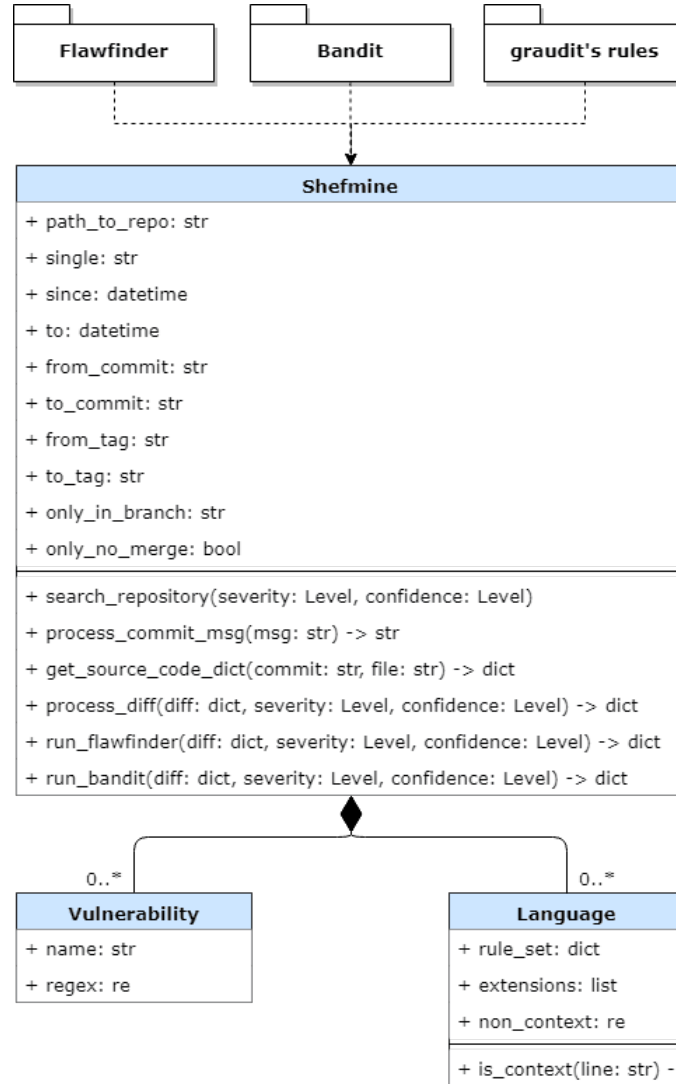 Flawfinder
Bandit
graudit's rules
Shefmine
+ path_to_repo: str
+ single: str
+ since: datetime
+ to: datetime
+ from_commit: str
+ to_commit: str
+ from_tag: str
+ to_tag: str
+ only_in_branch: str
+ only_no_merge: bool
+ search_repository(severity: Level, confidence: Level)
+ process_commit_msg(msg: str) -> str
+ get_source_code_dict(commit: str, file: str) -> dict
+ process_diff(diff: dict, severity: Level, confidence: Level) -> dict
+ run_flawfinder(diff: dict, severity: Level, confidence: Level) -> dict
+ run_bandit(diff: dict, severity: Level, confidence: Level) -> dict
0..*
0..*
Vulnerability
+ name: str
+ regex: re
Language
+ rule_set: dict
+ extensions: list
+ non_context: re
+ is_context(line: str) -